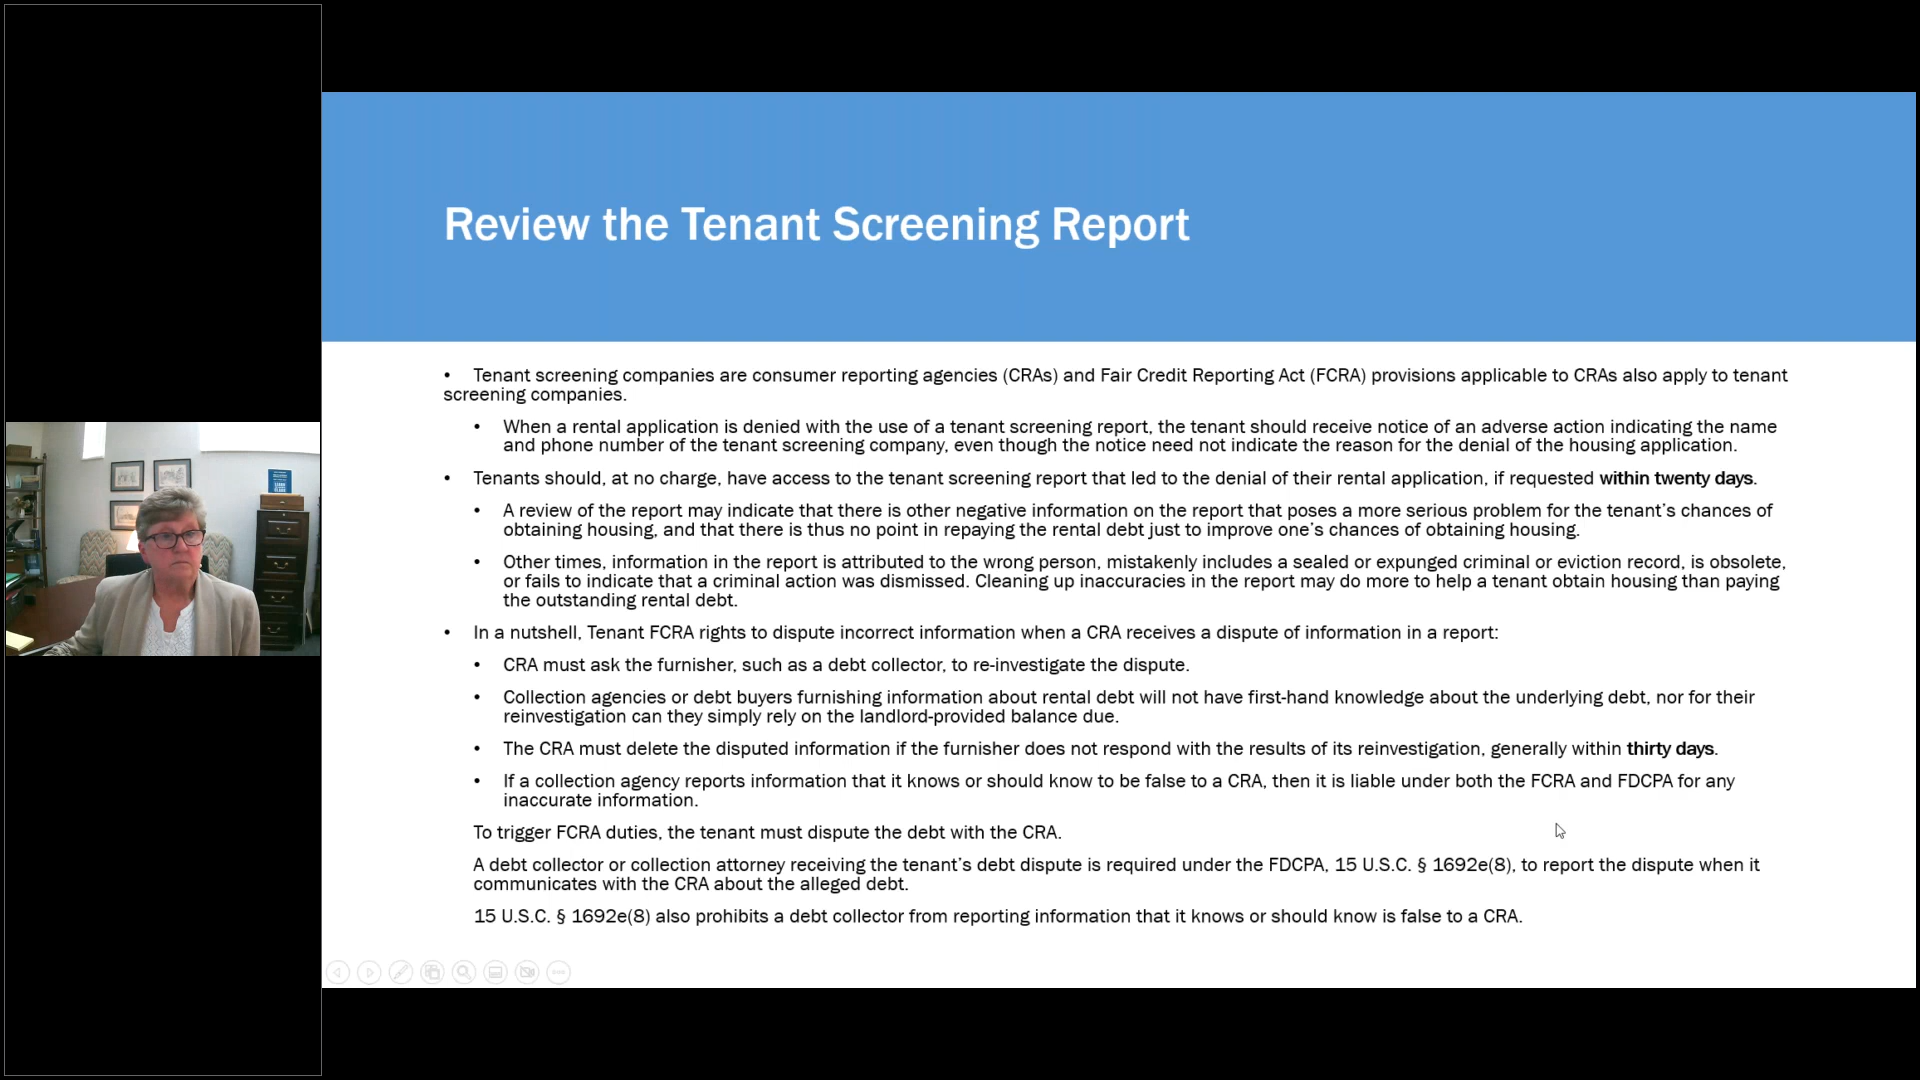 Review the Tenant Screening Report
• Tenant screening companies are consumer reporting agencies (CRAs) and Fair Credit Reporting Act (FCRA) provisions applicable to CRAs also apply to tenant
screening companies.
• When a rental application is denied with the use of a tenant screening report, the tenant should receive notice of an adverse action indicating the name
and phone number of the tenant screening company, even though the notice need not indicate the reason for the denial of the housing application.
• Tenants should, at no charge, have access to the tenant screening report that led to the denial of their rental application, if requested within twenty days.
• A review of the report may indicate that there is other negative information on the report that poses a more serious problem for the tenant's chances of
obtaining housing, and that there is thus no point in repaying the rental debt just to improve one's chances of obtaining housing.
• Other times, information in the report is attributed to the wrong person, mistakenly includes a sealed or expunged criminal or eviction record, is obsolete,
or fails to indicate that a criminal action was dismissed. Cleaning up inaccuracies in the report may do more to help a tenant obtain housing than paying
the outstanding rental debt.
• In a nutshell, Tenant FCRA rights to dispute incorrect information when a CRA receives a dispute of information in a report:
• CRA must ask the furnisher, such as a debt collector, to re-investigate the dispute.
• Collection agencies or debt buyers furnishing information about rental debt will not have first-hand knowledge about the underlying debt, nor for their
reinvestigation can they simply rely on the landlord-provided balance due.
• The CRA must delete the disputed information if the furnisher does not respond with the results of its reinvestigation, generally within thirty days.
• If a collection agency reports information that it knows or should know to be false to a CRA, then it is liable under both the FCRA and FDCPA for any
inaccurate information.
To trigger FCRA duties, the tenant must dispute the debt with the CRA.
A debt collector or collection attorney receiving the tenant's debt dispute is required under the FDCPA, 15 U.S.C. § 1692e(8), to report the dispute when it
communicates with the CRA about the alleged debt.
15 U.S.C. § 1692e(8) also prohibits a debt collector from reporting information that it knows or should know is false to a CRA.